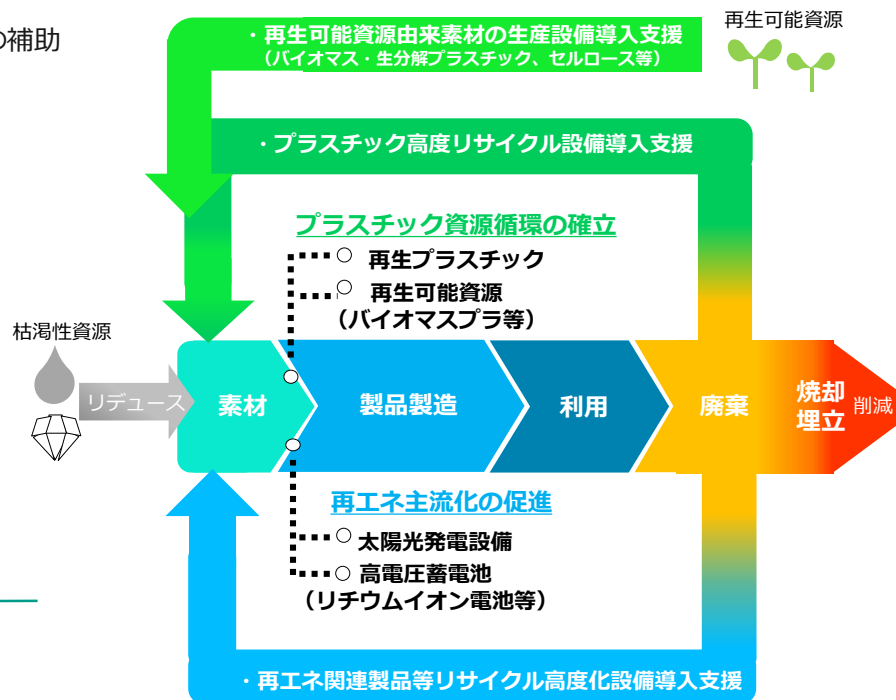 の補助
再生可能資源
・再生可能資源由来素材の生産設備導入支援
（バイオマス・生分解プラスチック、セルロース等）
・プラスチック高度リサイクル設備導入支援
プラスチック資源循環の確立
再生プラスチック
再生可能資源
（バイオマスプラ等）
枯渇性資源
リデュース
素材
製品製造
利用
廃棄
焼却
埋立
削減
再エネ主流化の促進
太陽光発電設備
高電圧蓄電池
（リチウムイオン電池等）
・再エネ関連製品等リサイクル高度化設備導入支援